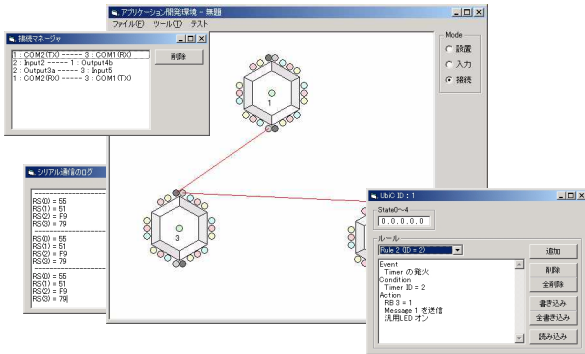 アプリケーション開発環境 - 無題
ファイル(F) ツール(T) テスト
Mode
設置
入力
接続
1
3
接続マネージャ
1 : COM2(TX) ----- 3 : COM1(RX)
2 : Input2 ----- 1 : Output4b
2 : Output3a ----- 3 : Input5
1 : COM2(RX) ----- 3 : COM1(TX)
削除
シリアル通信のログ
RS(0) = 55
RS(1) = 51
RS(2) = F9
RS(3) = 79
RS(0) = 55
RS(1) = 51
RS(2) = F9
RS(3) = 79
RS(0) = 55
RS(1) = 51
RS(2) = F9
RS(3) = 79
UbiC ID : 1
State0～4
0.0.0.0.0
ルール
Rule 2 (ID = 2)
Event
Timer の発火
Condition
Timer ID = 2
Action
RB 3 = 1
Message 1 を送信
汎用LED オン
追加
削除
全削除
書き込み
全書き込み
読み込み